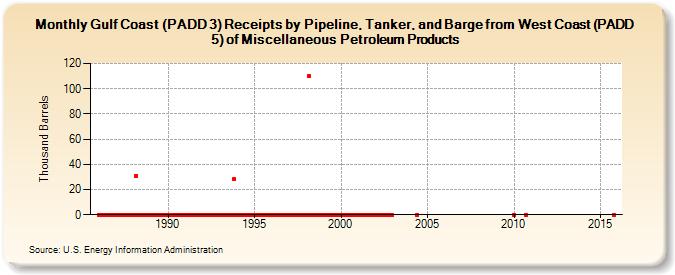 Monthly Gulf Coast (PADD 3) Receipts by Pipeline, Tanker, and Barge from West Coast (PADD
5) of Miscellaneous Petroleum Products
Thousand Barrels
120
100
80
60
40
20
0
1990 1995 2000 2005 2010 2015
Source: U.S. Energy Information Administration